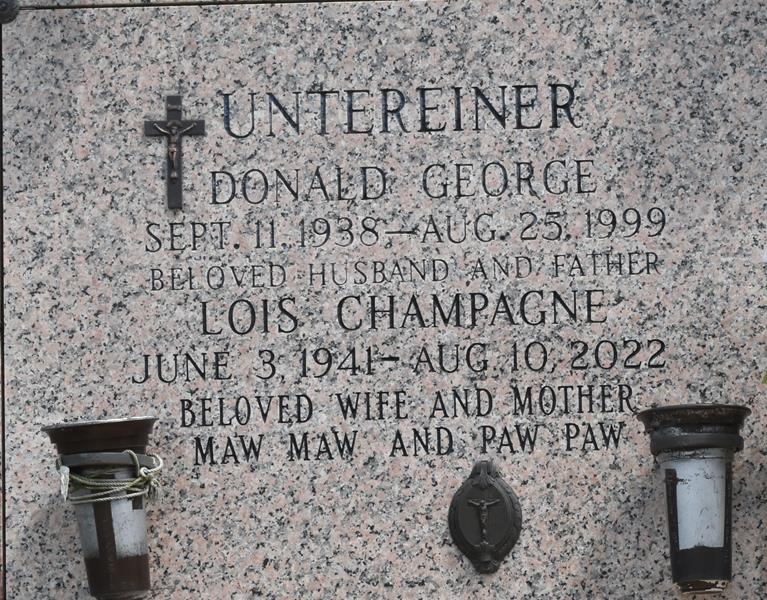 UNTEREINER
DONALD GEORGE
SEPT. 11, 1938 — AUG. 25, 1999
BELOVED HUSBAND AND FATHER
LOIS CHAMPAGNE
JUNE 3, 1941 — AUG. 10, 2022
BELOVED WIFE AND MOTHER
MAW MAW AND PAW PAW